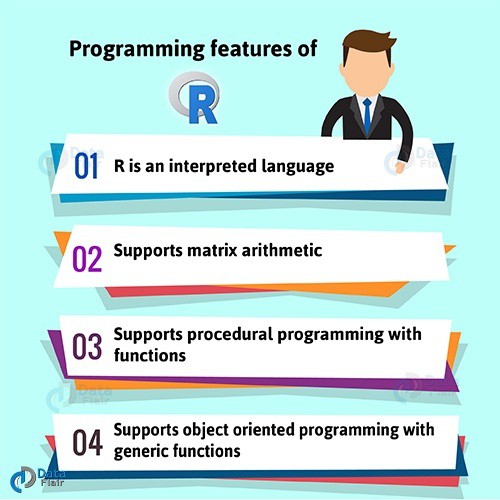 Programming features of
R
01 R is an interpreted language
02 Supports matrix arithmetic
03 Supports procedural programming with
functions
04 Supports object oriented programming with
generic functions
Data
Flair